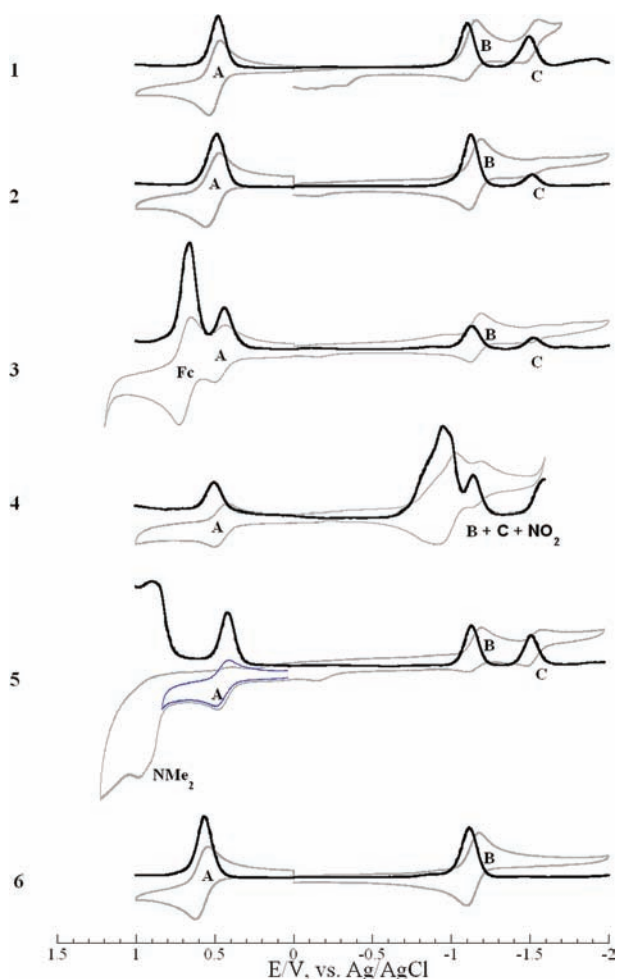 1 A B C
2 A B C
3 Fc A B C
4 A B + C + NO₂
5 A B C
NMe₂
6 A B
1.5 1 0.5 0 -0.5 -1 -1.5 -2
E/V, vs. Ag/AgCl